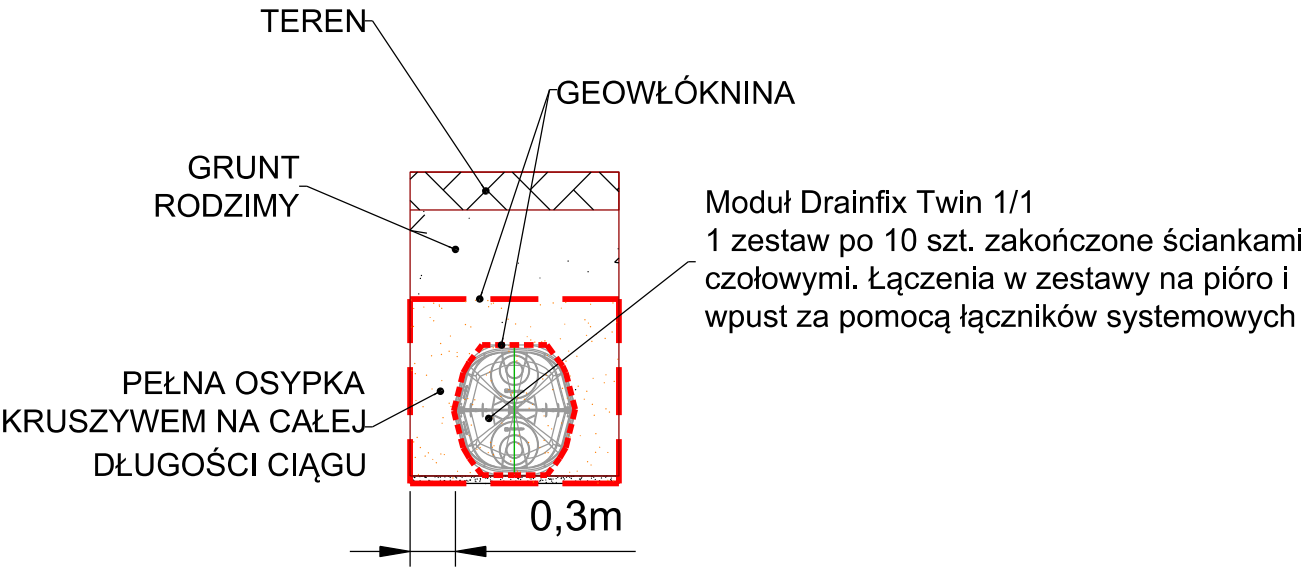 TEREN
GEOWŁÓKNINA
GRUNT
RODZIMY
Moduł Drainfix Twin 1/1
1 zestaw po 10 szt. zakończone ściankami
czołowymi. Łączenia w zestawy na pióro i
wpust za pomocą łączników systemowych
PEŁNA OSYPKA
KRUSZYWEM NA CAŁEJ
DŁUGOŚCI CIĄGU
0,3m